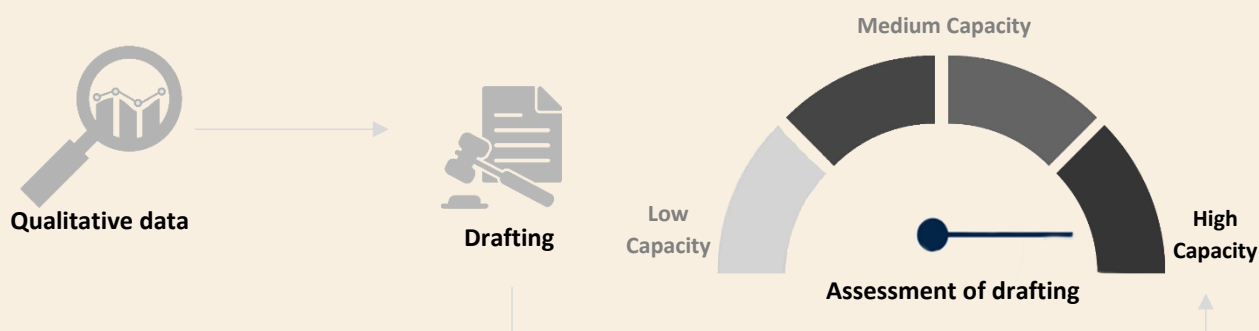 Medium Capacity
Qualitative data
Drafting
Low
Capacity
High
Capacity
Assessment of drafting